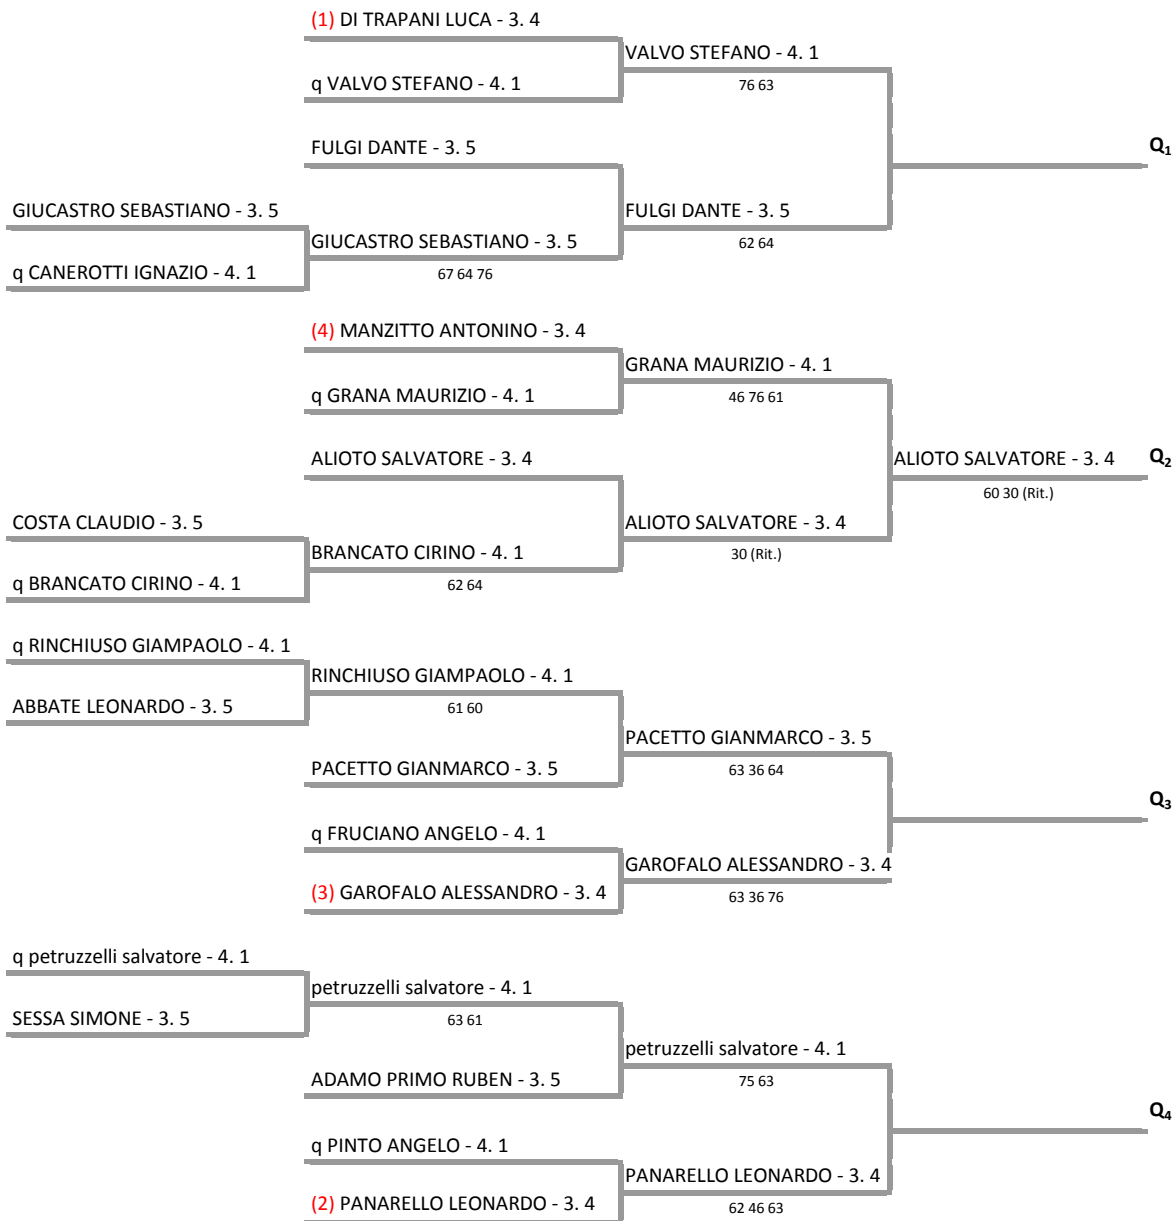 (1) DI TRAPANI LUCA - 3. 4
VALVO STEFANO - 4. 1
q VALVO STEFANO - 4. 1
76 63
FULGI DANTE - 3. 5
Q1
GIUCASTRO SEBASTIANO - 3. 5
FULGI DANTE - 3. 5
GIUCASTRO SEBASTIANO - 3. 5
62 64
q CANEROTTI IGNAZIO - 4. 1
67 64 76
(4) MANZITTO ANTONINO - 3. 4
GRANA MAURIZIO - 4. 1
q GRANA MAURIZIO - 4. 1
46 76 61
ALIOTO SALVATORE - 3. 4
ALIOTO SALVATORE - 3. 4
Q2
60 30 (Rit.)
COSTA CLAUDIO - 3. 5
ALIOTO SALVATORE - 3. 4
BRANCATO CIRINO - 4. 1
30 (Rit.)
q BRANCATO CIRINO - 4. 1
62 64
q RINCHIUSO GIAMPAOLO - 4. 1
RINCHIUSO GIAMPAOLO - 4. 1
ABBATE LEONARDO - 3. 5
61 60
PACETTO GIANMARCO - 3. 5
PACETTO GIANMARCO - 3. 5
63 36 64
Q3
q FRUCIANO ANGELO - 4. 1
GAROFALO ALESSANDRO - 3. 4
(3) GAROFALO ALESSANDRO - 3. 4
63 36 76
q petruzzelli salvatore - 4. 1
petruzzelli salvatore - 4. 1
SESSA SIMONE - 3. 5
63 61
petruzzelli salvatore - 4. 1
ADAMO PRIMO RUBEN - 3. 5
75 63
Q4
q PINTO ANGELO - 4. 1
PANARELLO LEONARDO - 3. 4
(2) PANARELLO LEONARDO - 3. 4
62 46 63